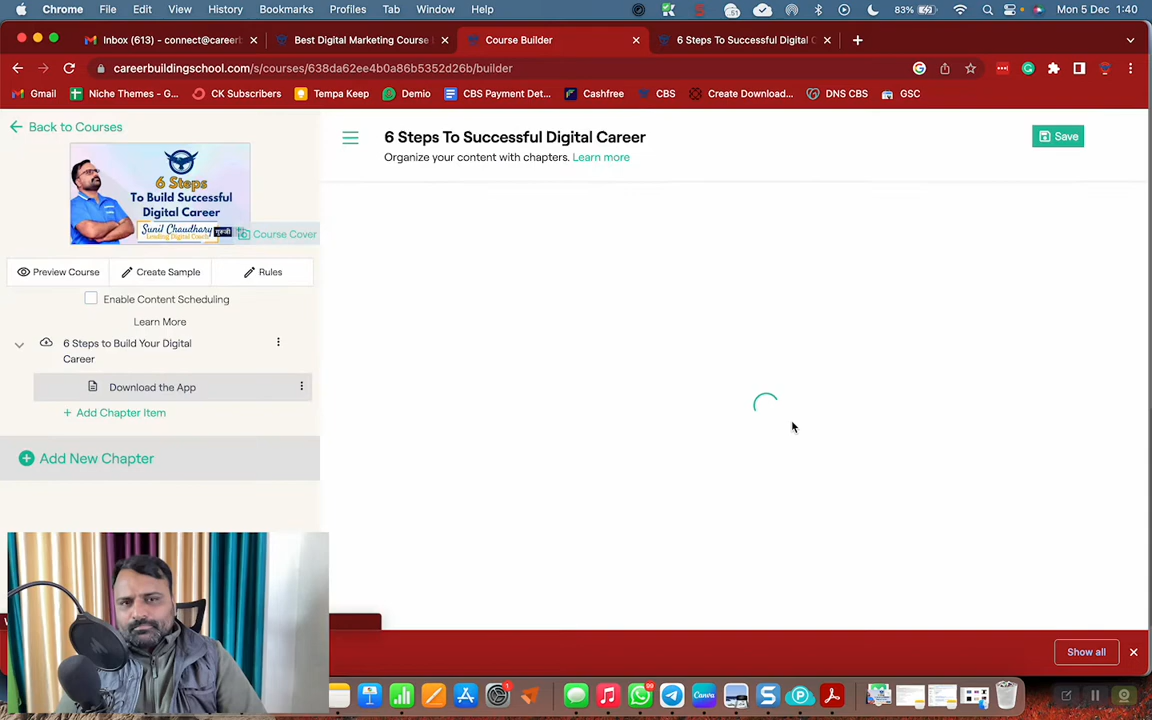 Chrome File Edit View History Bookmarks Profiles Tab Window Help 83% Mon 5 Dec 1:40
Inbox (613) - connect@careerb
Best Digital Marketing Course
Course Builder
6 Steps To Successful Digital C
careerbuildingschool.com/s/courses/638da62ee4b0a86b5352d26b/builder
Gmail Niche Themes - G... CK Subscribers Tempa Keep Demio CBS Payment Det... Cashfree CBS Create Download... DNS CBS GSC
Back to Courses
6 Steps To Successful Digital Career
Save
Organize your content with chapters. Learn more
6 Steps
To Build Successful
Digital Career
Sunil Chaudhary
Leading Digital Coach
Course Cover
Preview Course Create Sample Rules
Enable Content Scheduling
Learn More
6 Steps to Build Your Digital
Career
Download the App
+ Add Chapter Item
Add New Chapter
Show all